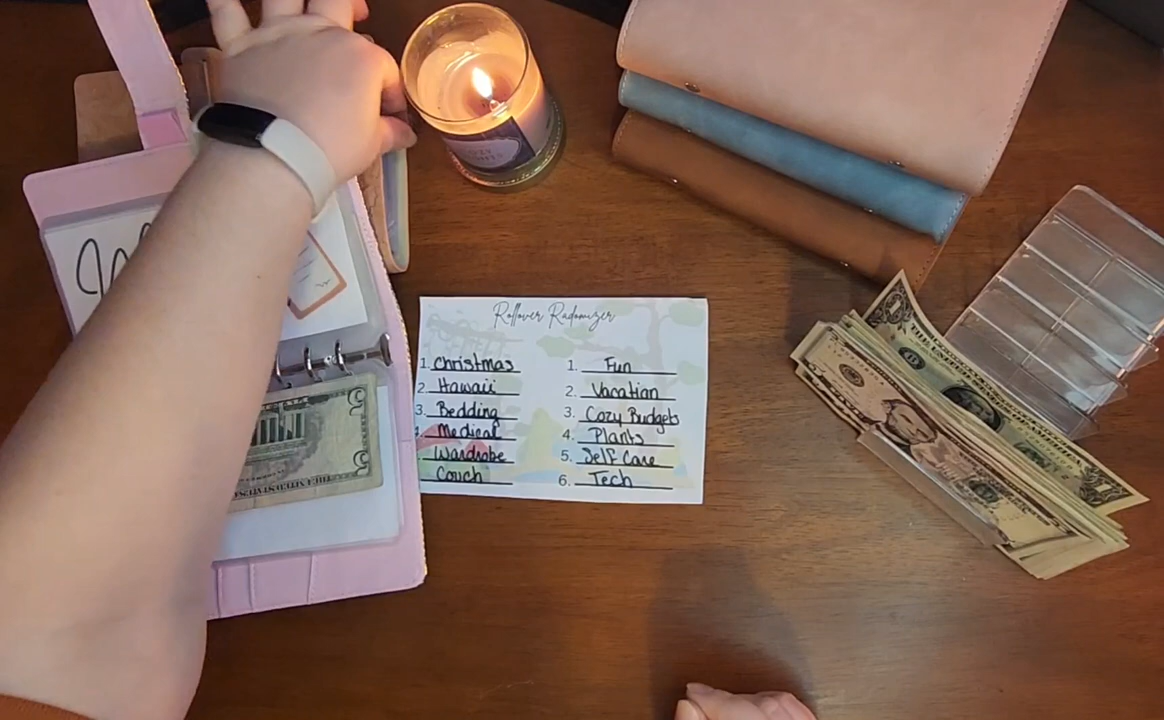 Rollover Radomizer
1. Christmas
2. Hawaii
3. Bedding
Medical
Wardrobe
Couch
1. Fun
2. Vacation
3. Cozy Budgets
4. Plants
5. Self Care
6. Tech
5